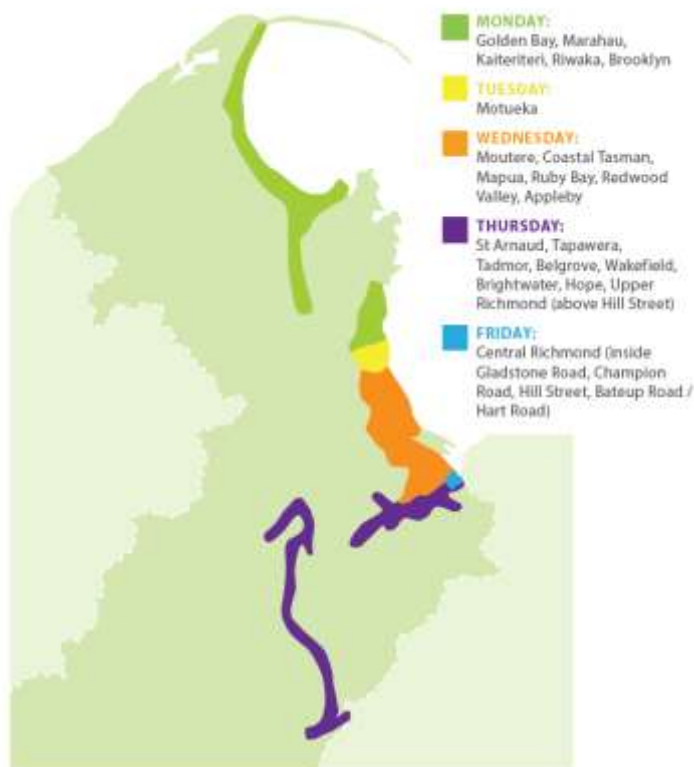 MONDAY:
Golden Bay, Marahau,
Kaiteriteri, Riwaka, Brooklyn
TUESDAY:
Motueka
WEDNESDAY:
Moutere, Coastal Tasman,
Mapua, Ruby Bay, Redwood
Valley, Appleby
THURSDAY:
St Arnaud, Tapawera,
Tadmor, Belgrove, Wakefield,
Brightwater, Hope, Upper
Richmond (above Hill Street)
FRIDAY:
Central Richmond (inside
Gladstone Road, Champion
Road, Hill Street, Bateup Road /
Hart Road)